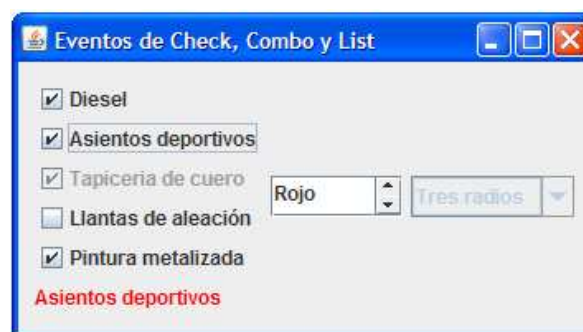 Eventos de Check, Combo y List
Diesel
Asientos deportivos
Tapiceria de cuero
Rojo
Tres radios
Llantas de aleación
Pintura metalizada
Asientos deportivos